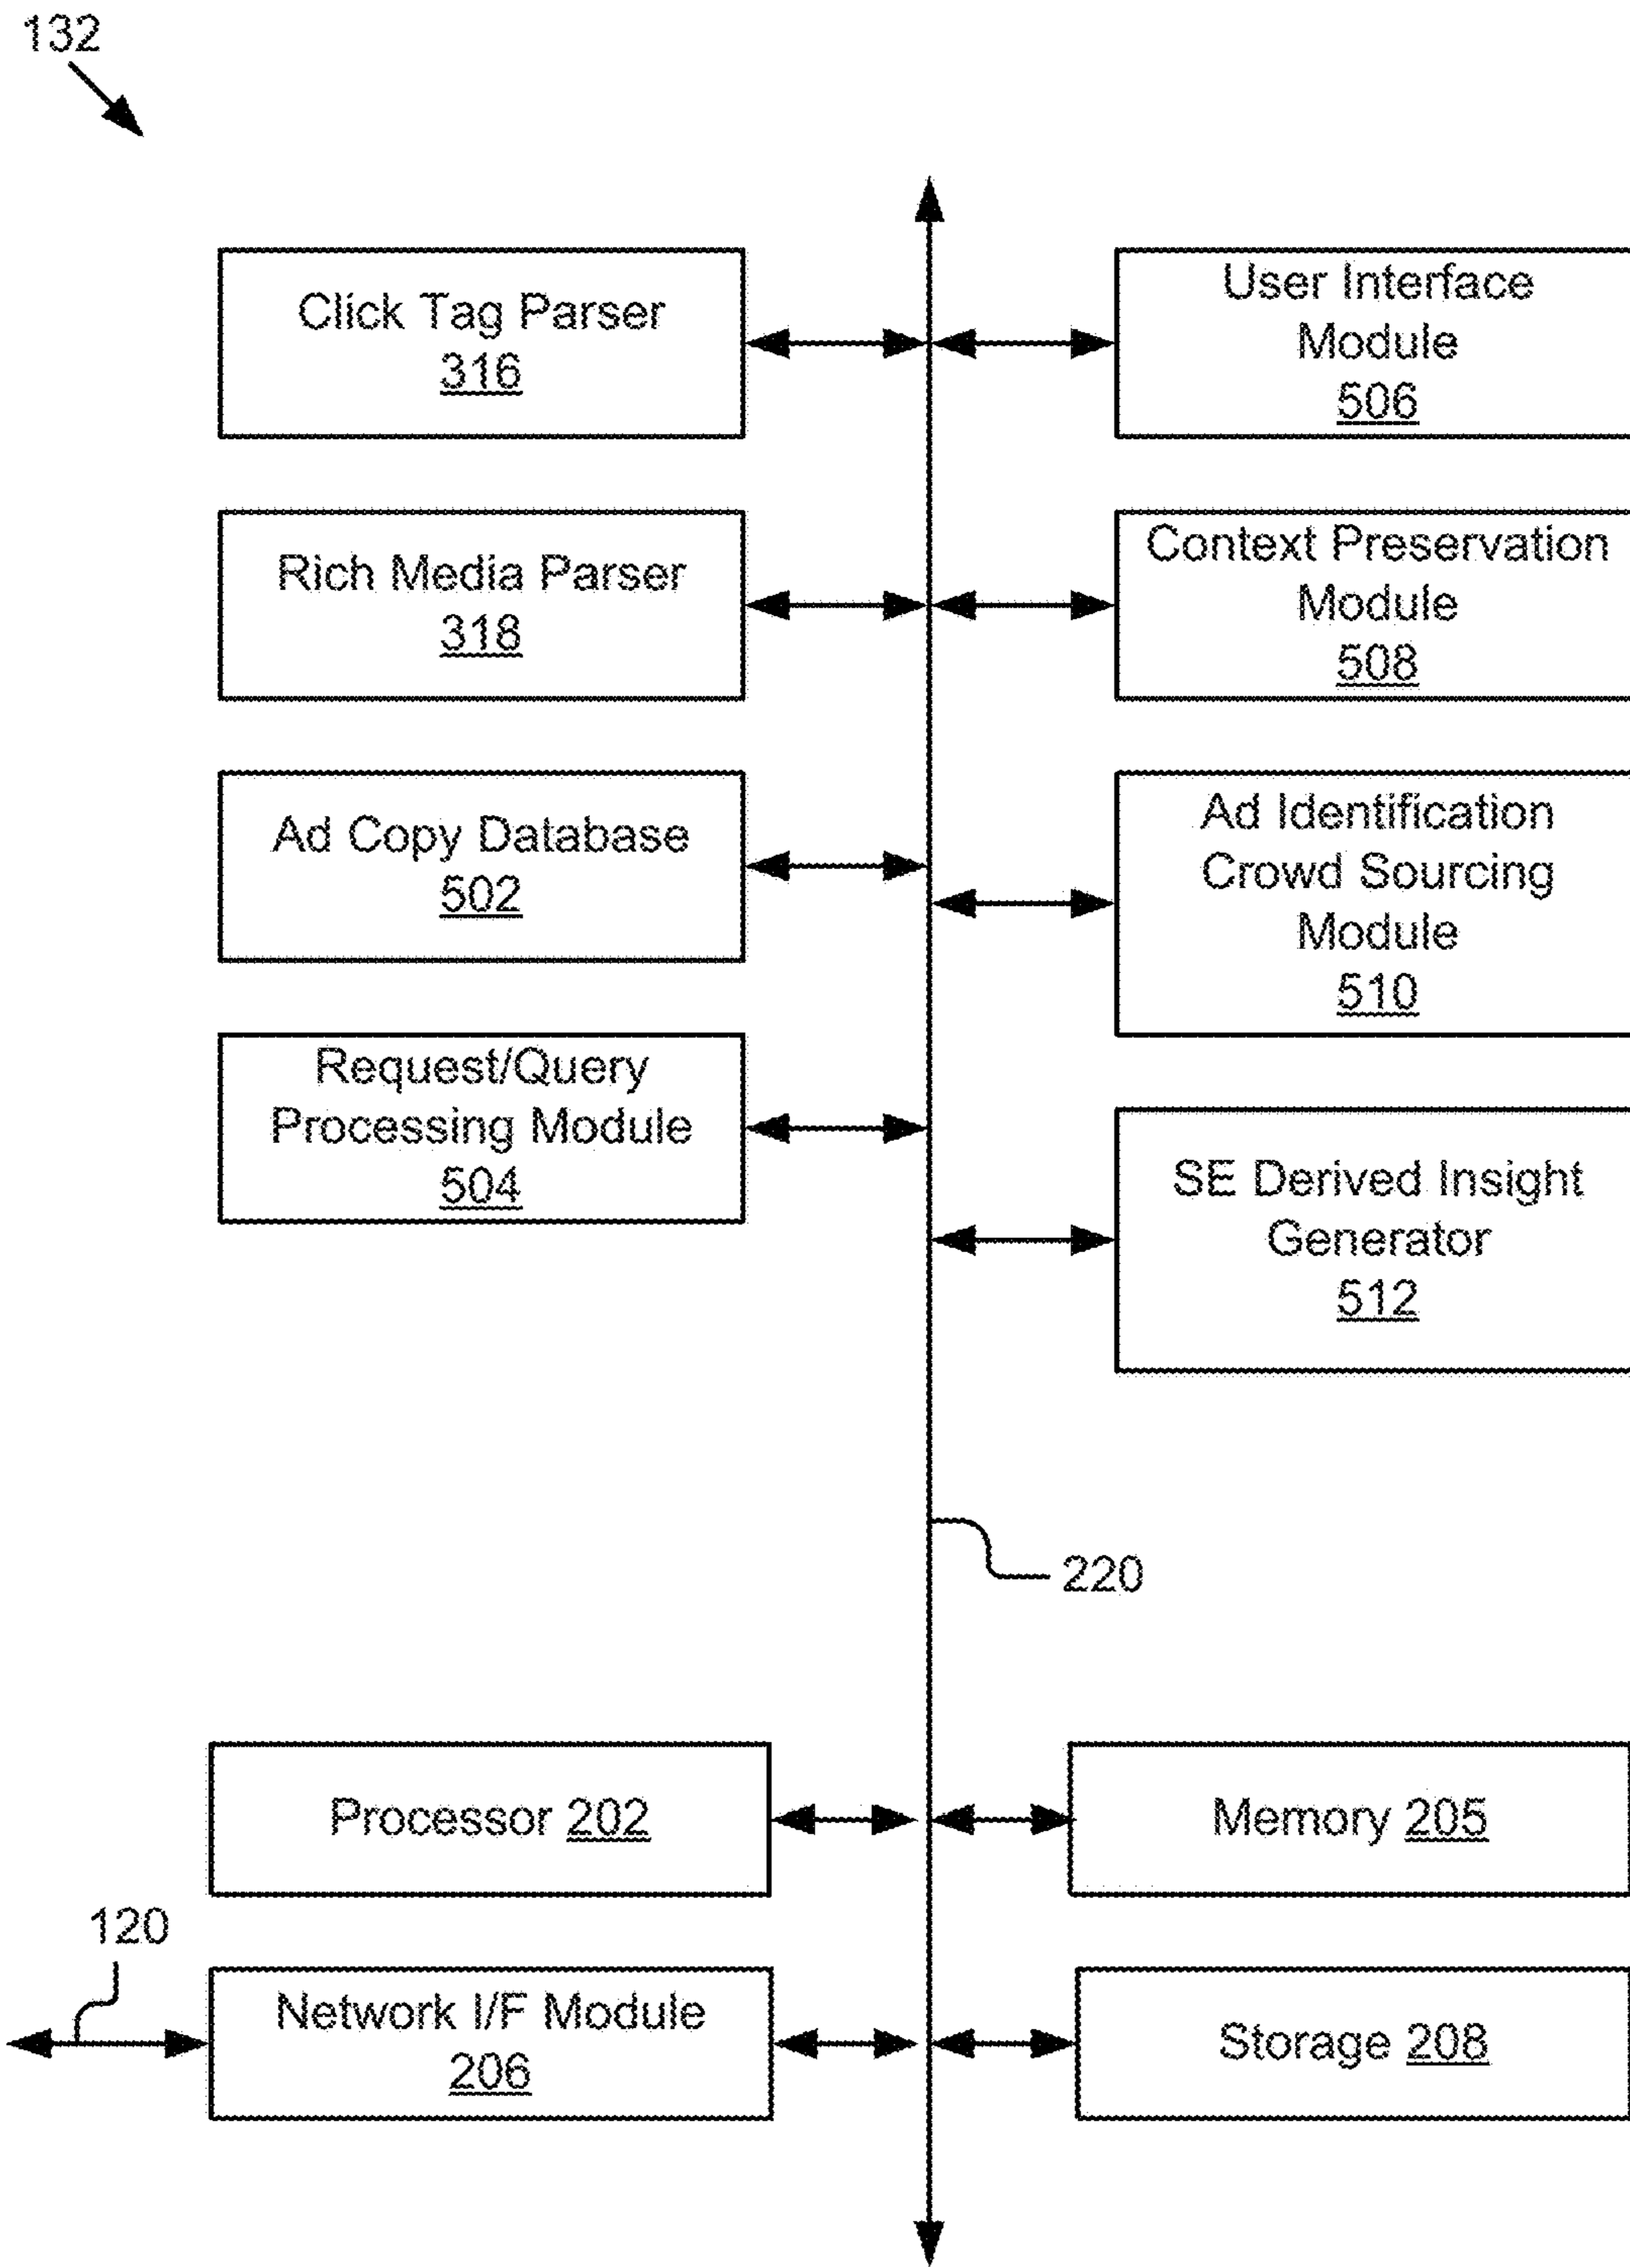 132
Click Tag Parser
316
User Interface
Module
506
Rich Media Parser
318
Context Preservation
Module
508
Ad Copy Database
502
Ad Identification
Crowd Sourcing
Module
510
Request/Query
Processing Module
504
SE Derived Insight
Generator
512
220
Processor 202
Memory 205
120
Network I/F Module
206
Storage 208